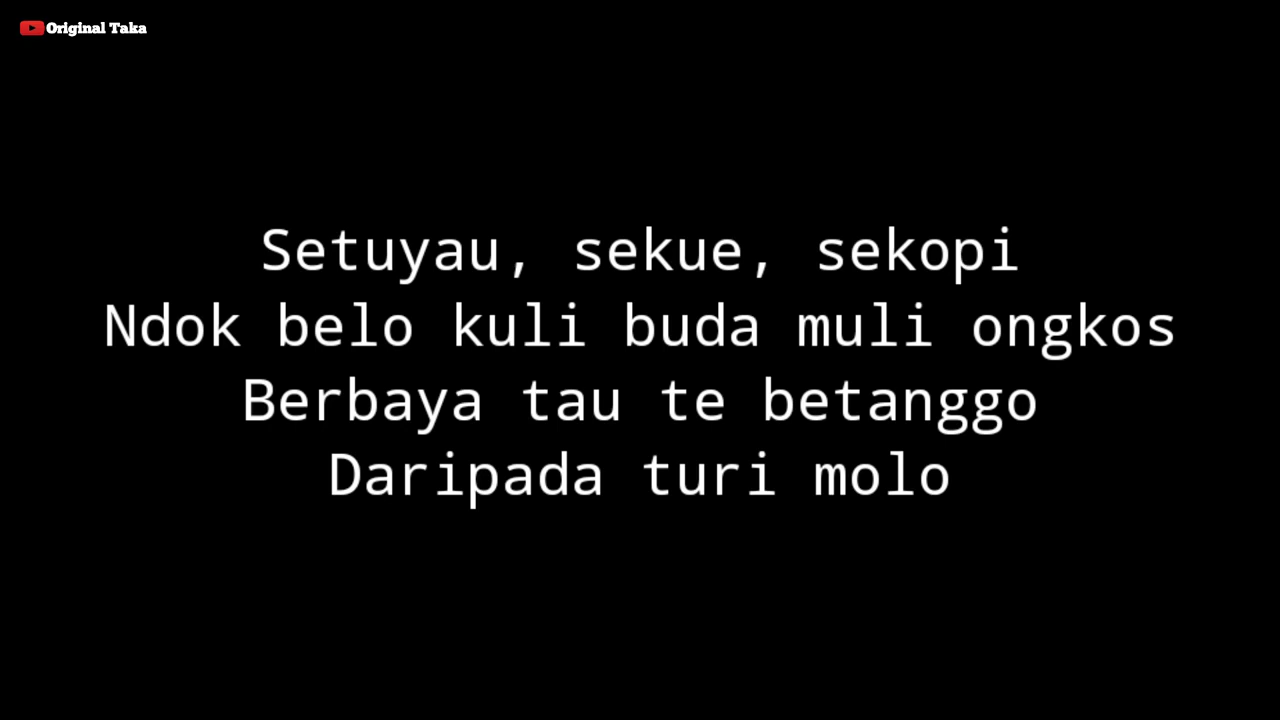 Original Taka
Setuyau, sekue, sekopi
Ndok belo kuli buda muli ongkos
Berbaya tau te betanggo
Daripada turi molo